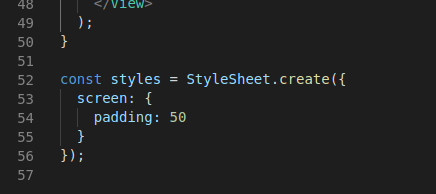 48 </View>
49 );
50 }
51
52 const styles = StyleSheet.create({
53 screen: {
54 padding: 50
55 }
56 });
57